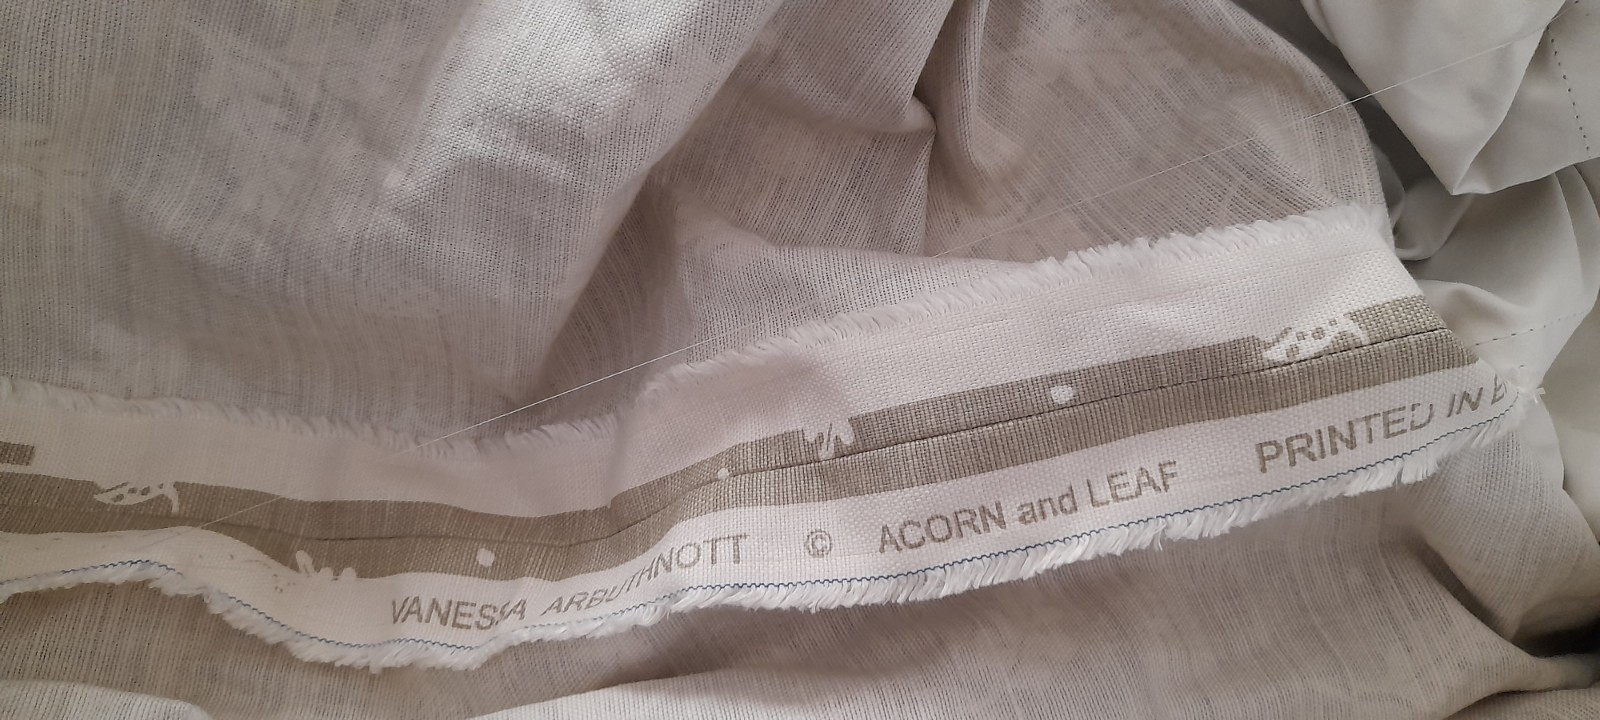 VANESSA ARBUTHNOTT © ACORN and LEAF PRINTED IN